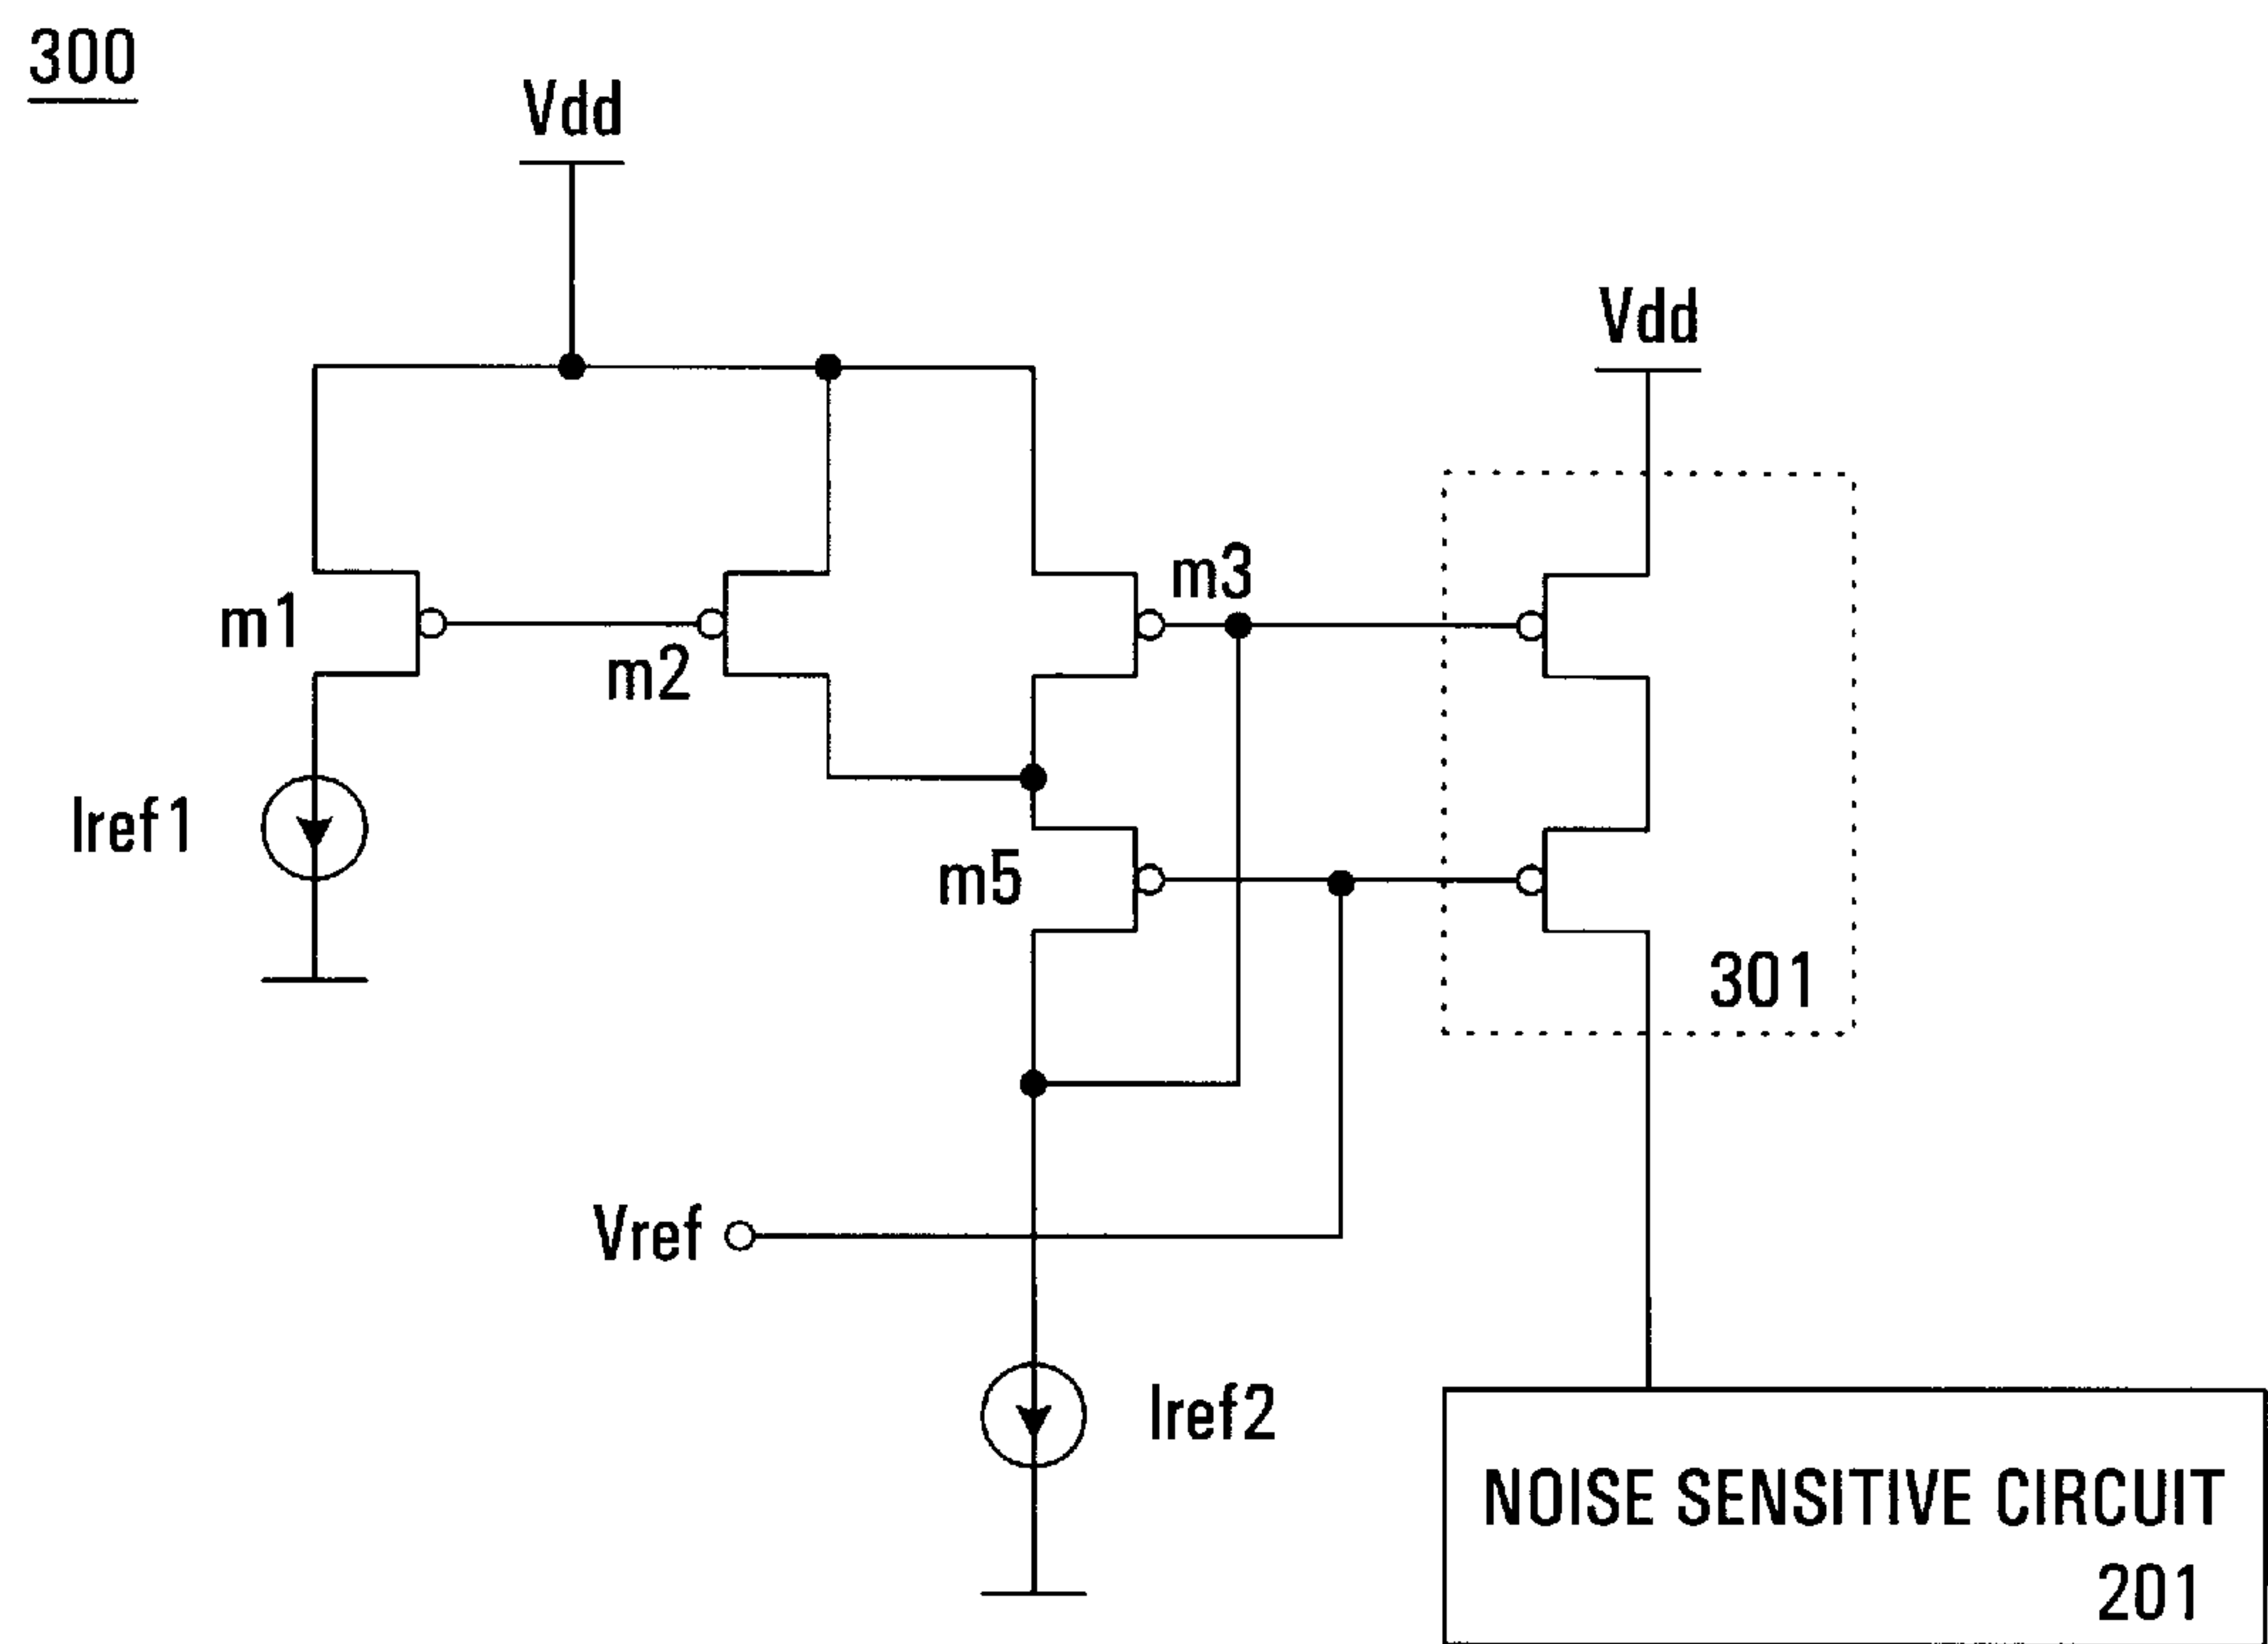 300
Vdd
Vdd
m3
m1
m2
Iref1
m5
301
Vref
Iref2
NOISE SENSITIVE CIRCUIT
201